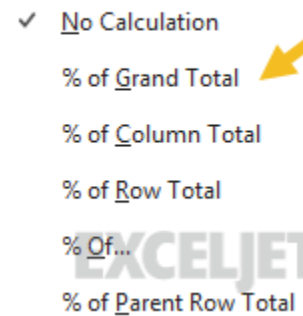 No Calculation
% of Grand Total
% of Column Total
% of Row Total
% Of...
EXCELJET
% of Parent Row Total